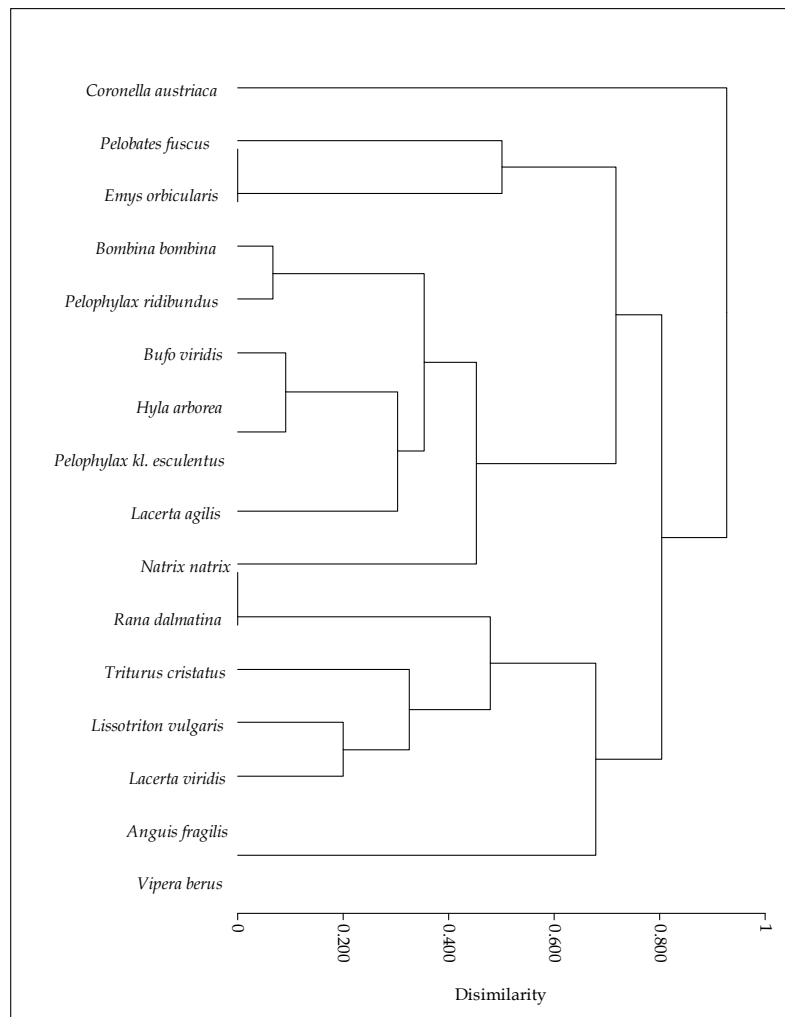 Coronella austriaca
Pelobates fuscus
Emys orbicularis
Bombina bombina
Pelophylax ridibundus
Bufo viridis
Hyla arborea
Pelophylax kl. esculentus
Lacerta agilis
Natrix natrix
Rana dalmatina
Triturus cristatus
Lissotriton vulgaris
Lacerta viridis
Anguis fragilis
Vipera berus
0 0.200 0.400 0.600 0.800 1
Disimilarity